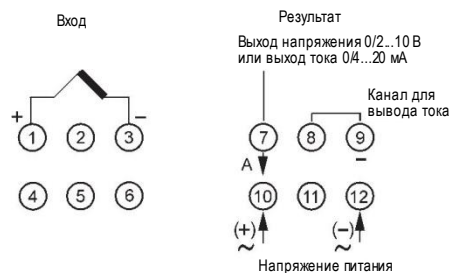 Вход
Результат
Выход напряжения 0/2...10 В
или выход тока 0/4...20 мА
Канал для
вывода тока
+ 1 2 3 −
7 8 9
−
A
4 5 6
10 11 12
(+) (−)
~ ~
Напряжение питания